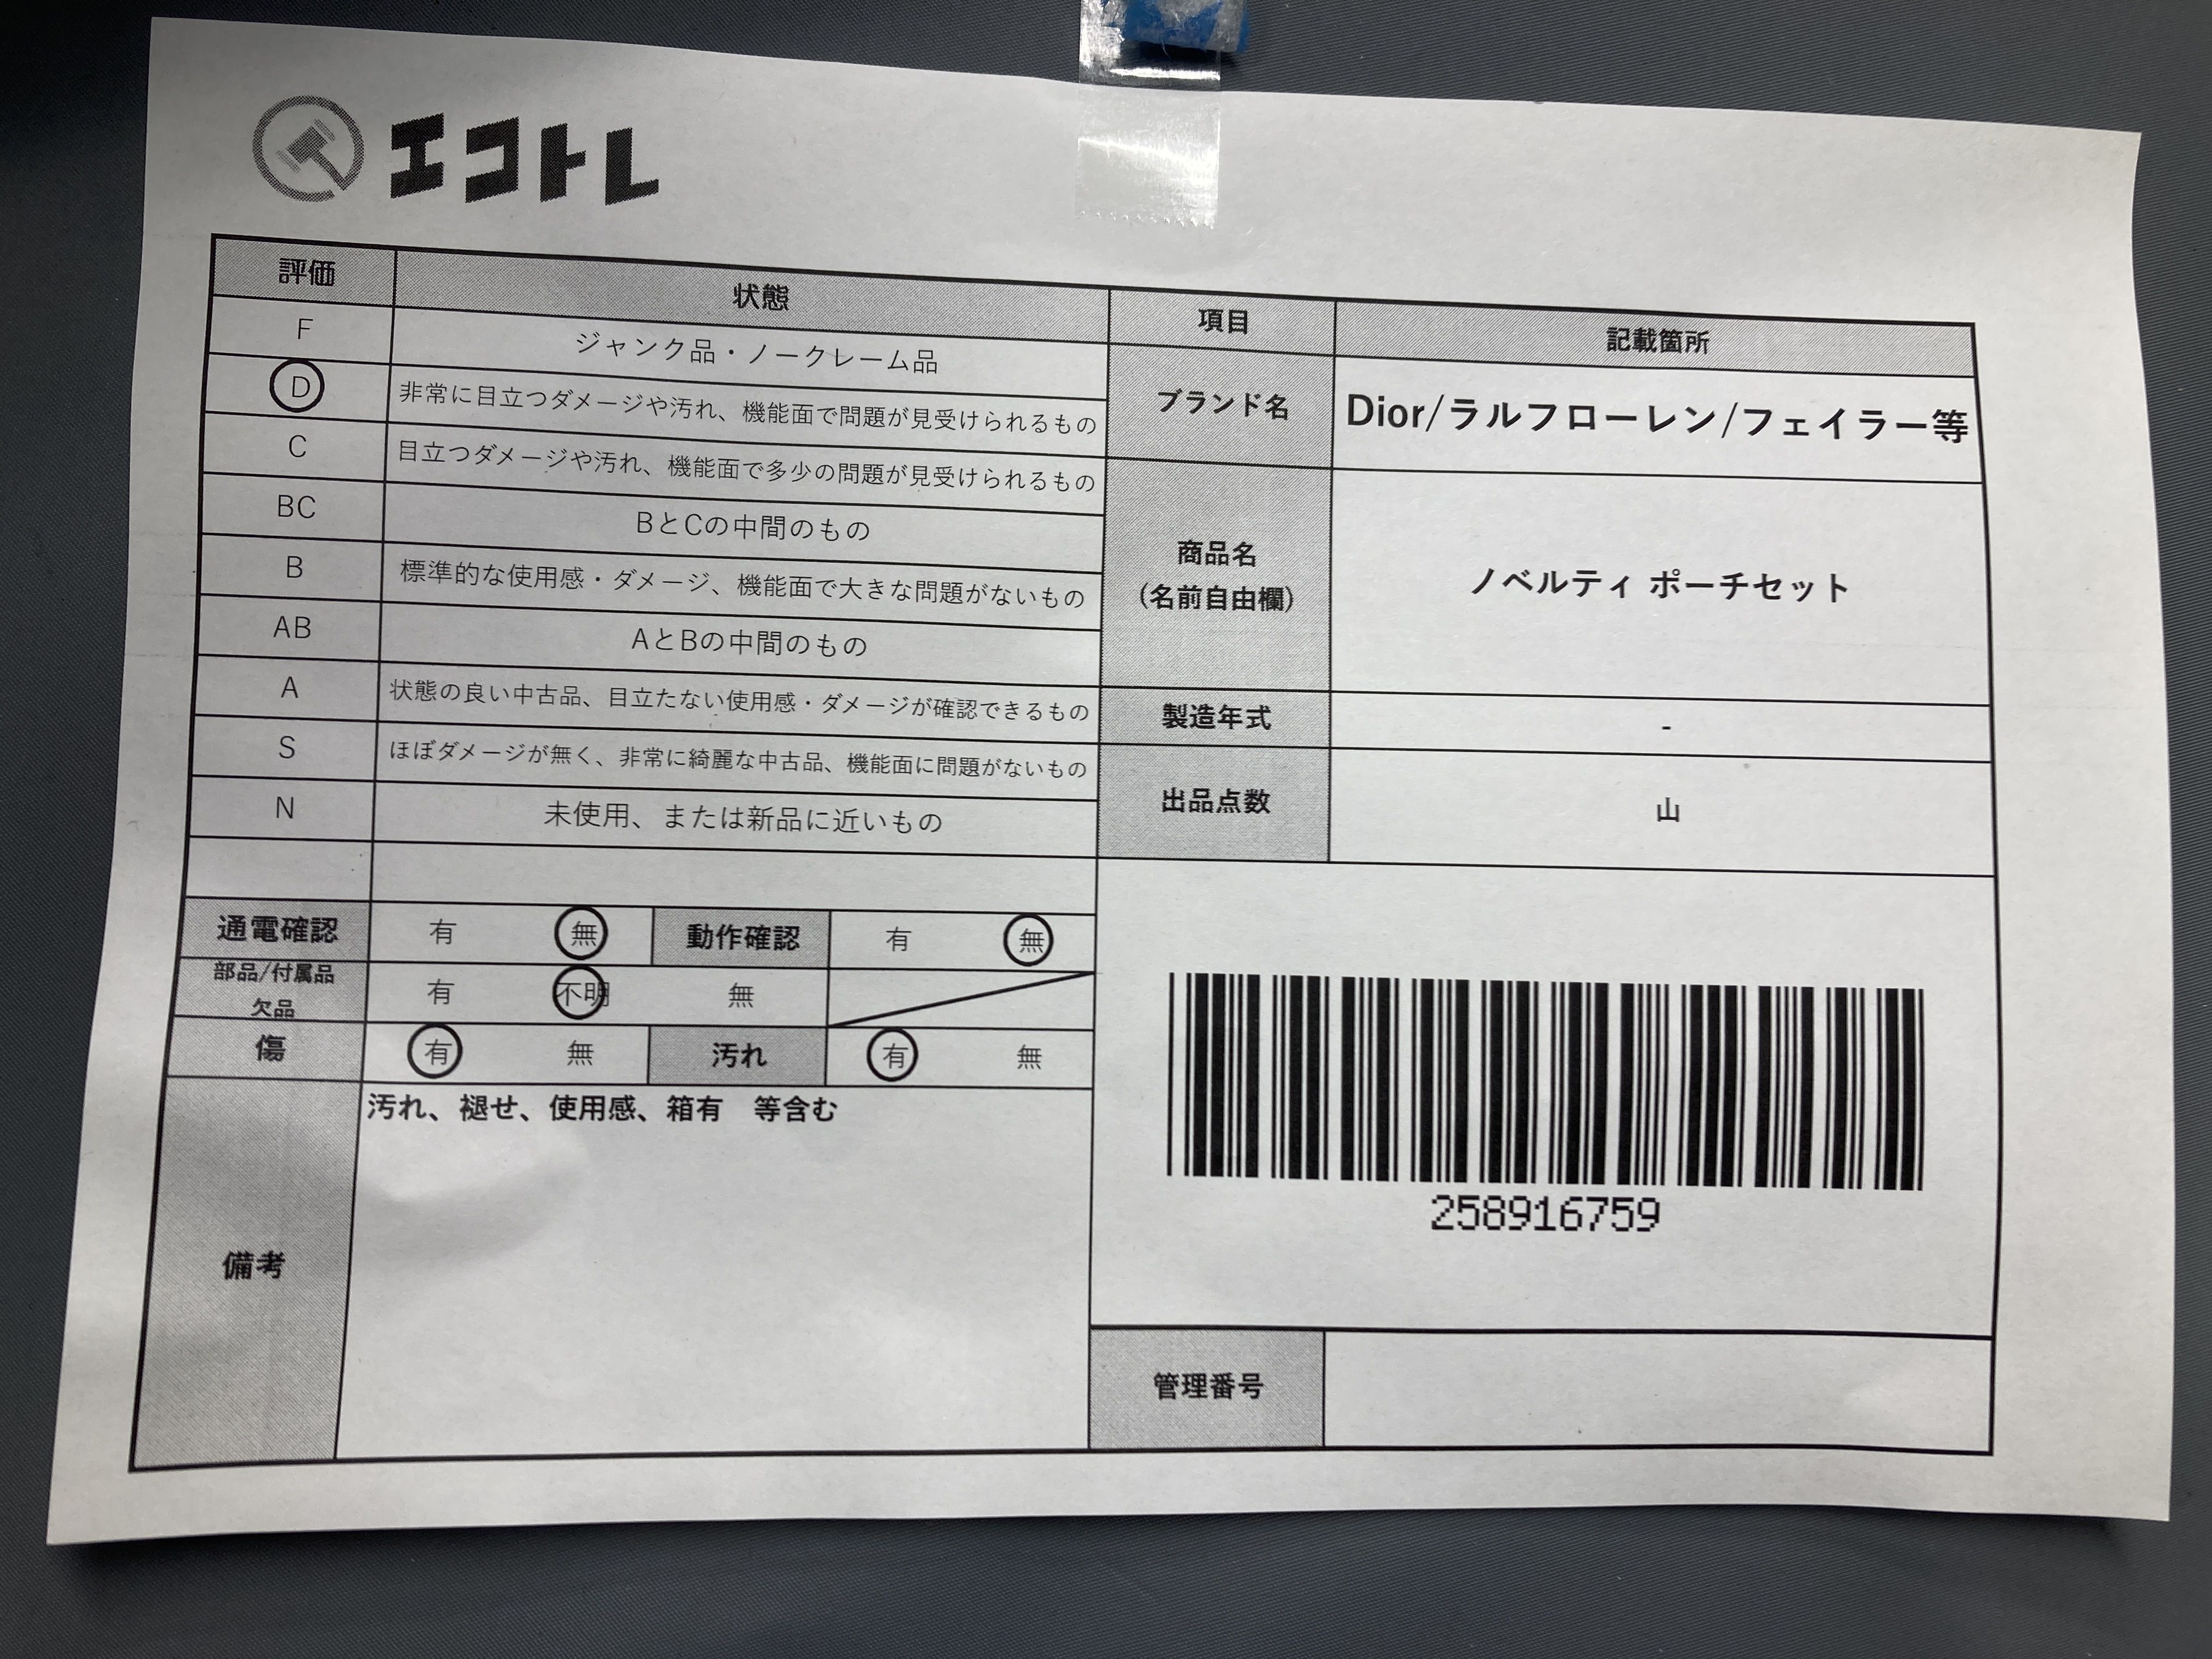 エコトレ
評価 状態
F ジャンク品・ノークレーム品
D 非常に目立つダメージや汚れ、機能面で問題が見受けられるもの
C 目立つダメージや汚れ、機能面で多少の問題が見受けられるもの
BC BとCの中間のもの
B 標準的な使用感・ダメージ、機能面で大きな問題がないもの
AB AとBの中間のもの
A 状態の良い中古品、目立たない使用感・ダメージが確認できるもの
S ほぼダメージが無く、非常に綺麗な中古品、機能面に問題がないもの
N 未使用、または新品に近いもの
通電確認 有 無 動作確認 有 無
部品/付属品
欠品 有 不明 無
傷 有 無 汚れ 有 無
備考 汚れ、褪せ、使用感、箱有 等含む
項目 記載箇所
ブランド名 Dior/ラルフローレン/フェイラー等
商品名
(名前自由欄) ノベルティ ポーチセット
製造年式 -
出品点数 山
258916759
管理番号